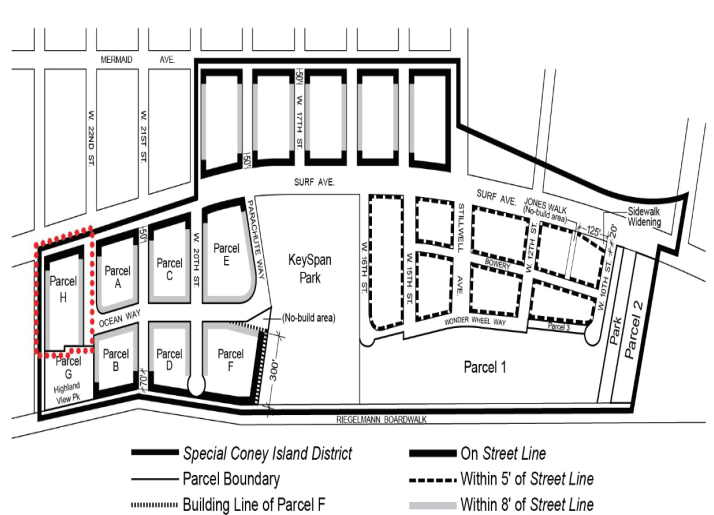 MERMAID AVE.
W. 22ND ST.
W. 21ST ST.
50'
W. 17TH ST.
50'
SURF AVE.
SURF AVE.
JONES WALK
(No-build area)
Sidewalk
Widening
125'
20'
Parcel
H
Parcel
A
50'
Parcel
C
W. 20TH ST.
Parcel
E
PARACHUTE WAY
KeySpan
Park
W. 16TH ST.
W. 15TH ST.
STILLWELL AVE.
BOWERY
W. 12TH ST.
W. 10TH ST.
OCEAN WAY
(No-build area)
WONDER WHEEL WAY
Parcel 3
Parcel
G
Highland
View Pk
Parcel
B
70'
Parcel
D
Parcel
F
300'
Parcel 1
Park
Parcel 2
RIEGELMANN BOARDWALK
Special Coney Island District
Parcel Boundary
Building Line of Parcel F
On Street Line
Within 5' of Street Line
Within 8' of Street Line